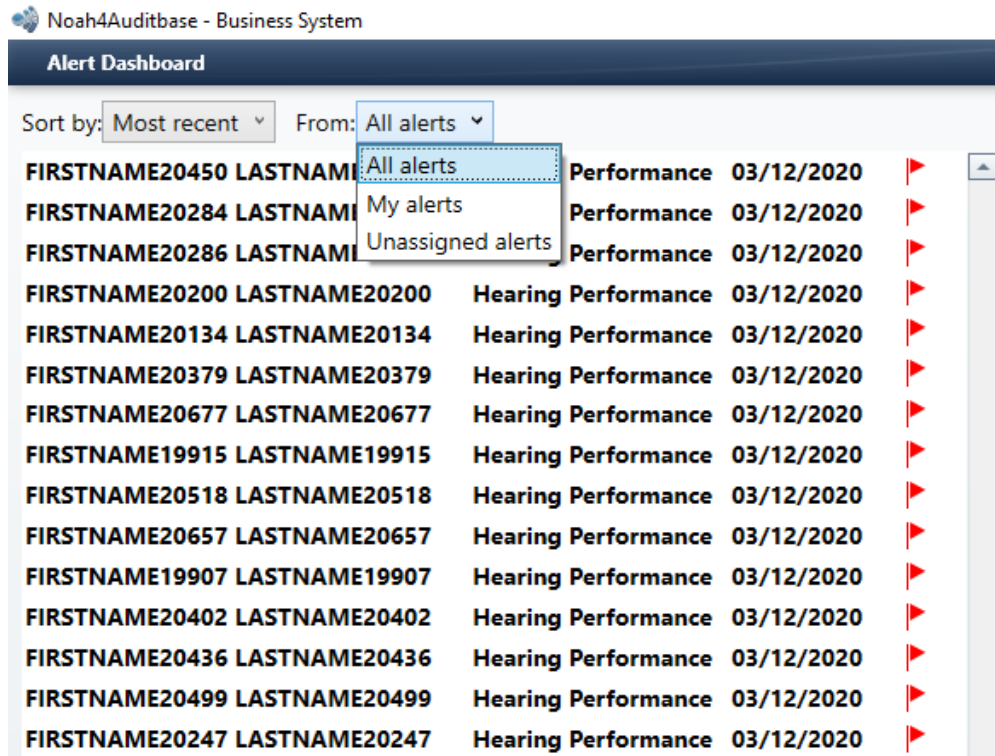 Noah4Auditbase - Business System
Alert Dashboard
Sort by: Most recent From: All alerts
All alerts
My alerts
Unassigned alerts
FIRSTNAME20450 Performance 03/12/2020
FIRSTNAME20284 Performance 03/12/2020
FIRSTNAME20286 Performance 03/12/2020
FIRSTNAME20200 LASTNAME20200 Hearing Performance 03/12/2020
FIRSTNAME20134 LASTNAME20134 Hearing Performance 03/12/2020
FIRSTNAME20379 LASTNAME20379 Hearing Performance 03/12/2020
FIRSTNAME20677 LASTNAME20677 Hearing Performance 03/12/2020
FIRSTNAME19915 LASTNAME19915 Hearing Performance 03/12/2020
FIRSTNAME20518 LASTNAME20518 Hearing Performance 03/12/2020
FIRSTNAME20657 LASTNAME20657 Hearing Performance 03/12/2020
FIRSTNAME19907 LASTNAME19907 Hearing Performance 03/12/2020
FIRSTNAME20402 LASTNAME20402 Hearing Performance 03/12/2020
FIRSTNAME20436 LASTNAME20436 Hearing Performance 03/12/2020
FIRSTNAME20499 LASTNAME20499 Hearing Performance 03/12/2020
FIRSTNAME20247 LASTNAME20247 Hearing Performance 03/12/2020